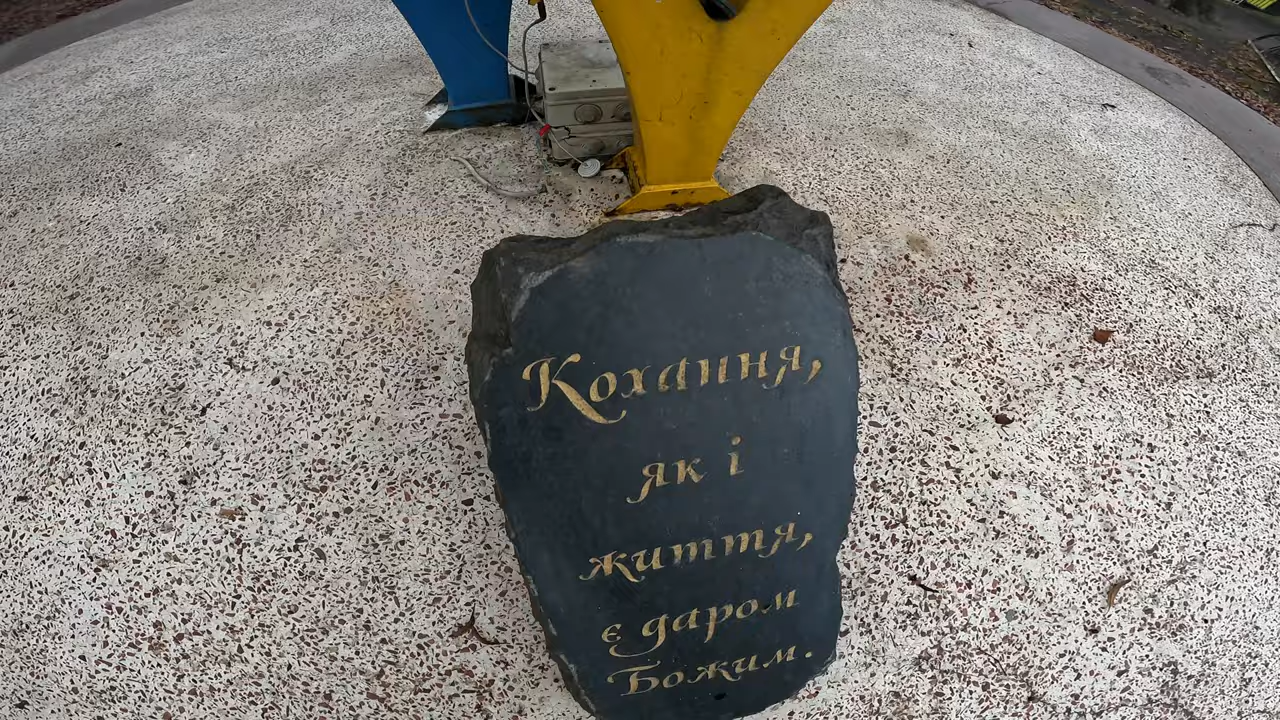 Кохання,
як і
життя,
є даром
Божим.